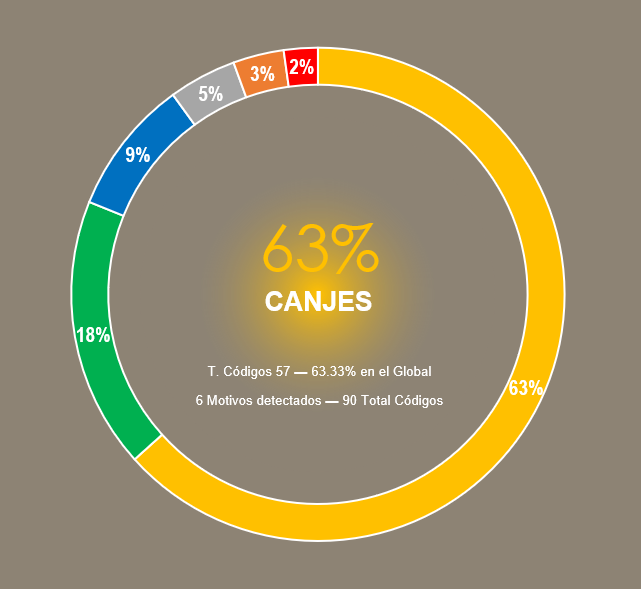 2%
3%
5%
9%
63%
CANJES
18%
T. Códigos 57 — 63.33% en el Global
63%
6 Motivos detectados — 90 Total Códigos